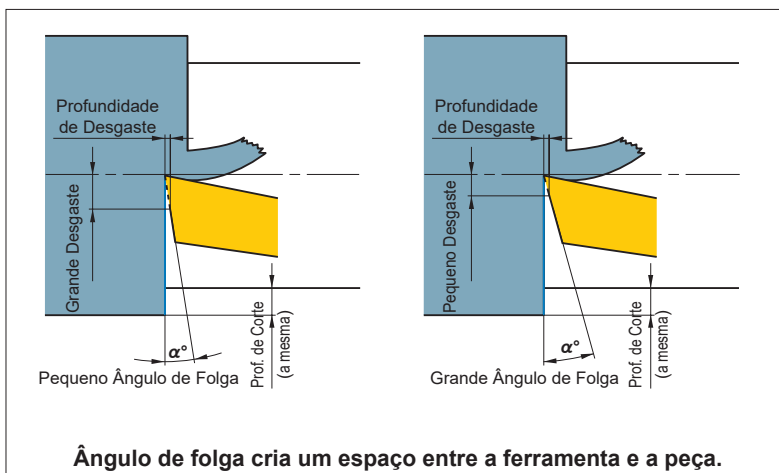 Profundidade
de Desgaste
Grande Desgaste
Prof. de Corte
(a mesma)
α°
Pequeno Ângulo de Folga
Profundidade
de Desgaste
Pequeno Desgaste
Prof. de Corte
(a mesma)
α°
Grande Ângulo de Folga
Ângulo de folga cria um espaço entre a ferramenta e a peça.